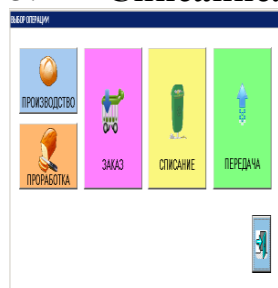 ВЫБОР ОПЕРАЦИИ
ПРОИЗВОДСТВО
ПРОРАБОТКА
ЗАКАЗ
СПИСАНИЕ
ПЕРЕДАЧА